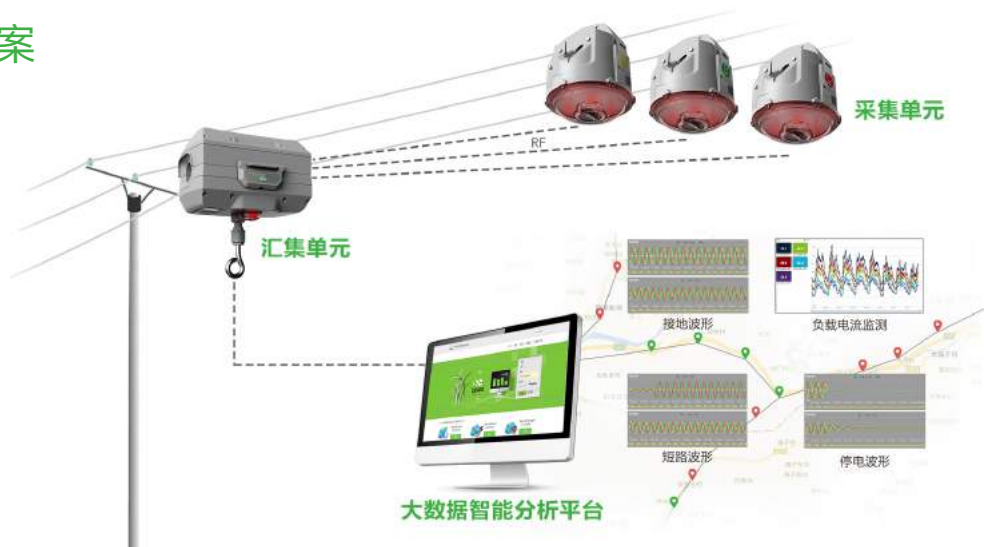 案
采集单元
RF
汇集单元
接地波形
负载电流监测
短路波形
停电波形
大数据智能分析平台